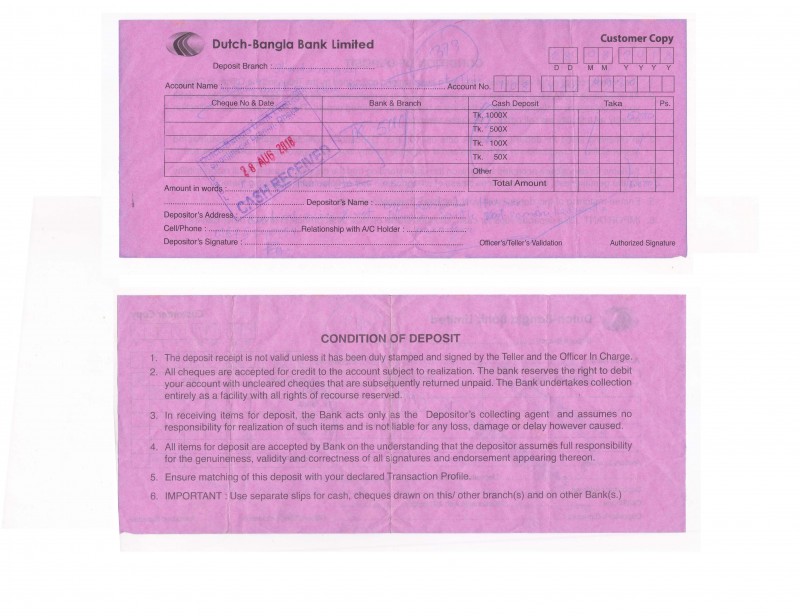 Dutch-Bangla Bank Limited
Customer Copy
Deposit Branch :
D D M M Y Y Y Y
Account Name
Account No.
Cheque No & Date Bank & Branch Cash Deposit Taka Ps.
Tk. 1000X
Tk. 500X
28 AUG 2018
Tk. 100X
Tk. 50X
CASH RECEIVED
Other
Total Amount
Amount in words :
Depositor's Name :
Depositor's Address
Cell/Phone : Relationship with A/C Holder :
Depositor's Signature : Officer's/Teller's Validation Authorized Signature
CONDITION OF DEPOSIT
1. The deposit receipt is not valid unless it has been duly stamped and signed by the Teller and the Officer In Charge.
2. All cheques are accepted for credit to the account subject to realization. The bank reserves the right to debit
your account with uncleared cheques that are subsequently returned unpaid. The Bank undertakes collection
entirely as a facility with all rights of recourse reserved.
3. In receiving items for deposit, the Bank acts only as the Depositor's collecting agent and assumes no
responsibility for realization of such items and is not liable for any loss, damage or delay however caused.
4. All items for deposit are accepted by Bank on the understanding that the depositor assumes full responsibility
for the genuineness, validity and correctness of all signatures and endorsement appearing thereon.
5. Ensure matching of this deposit with your declared Transaction Profile.
6. IMPORTANT : Use separate slips for cash, cheques drawn on this/ other branch(s) and on other Bank(s.)